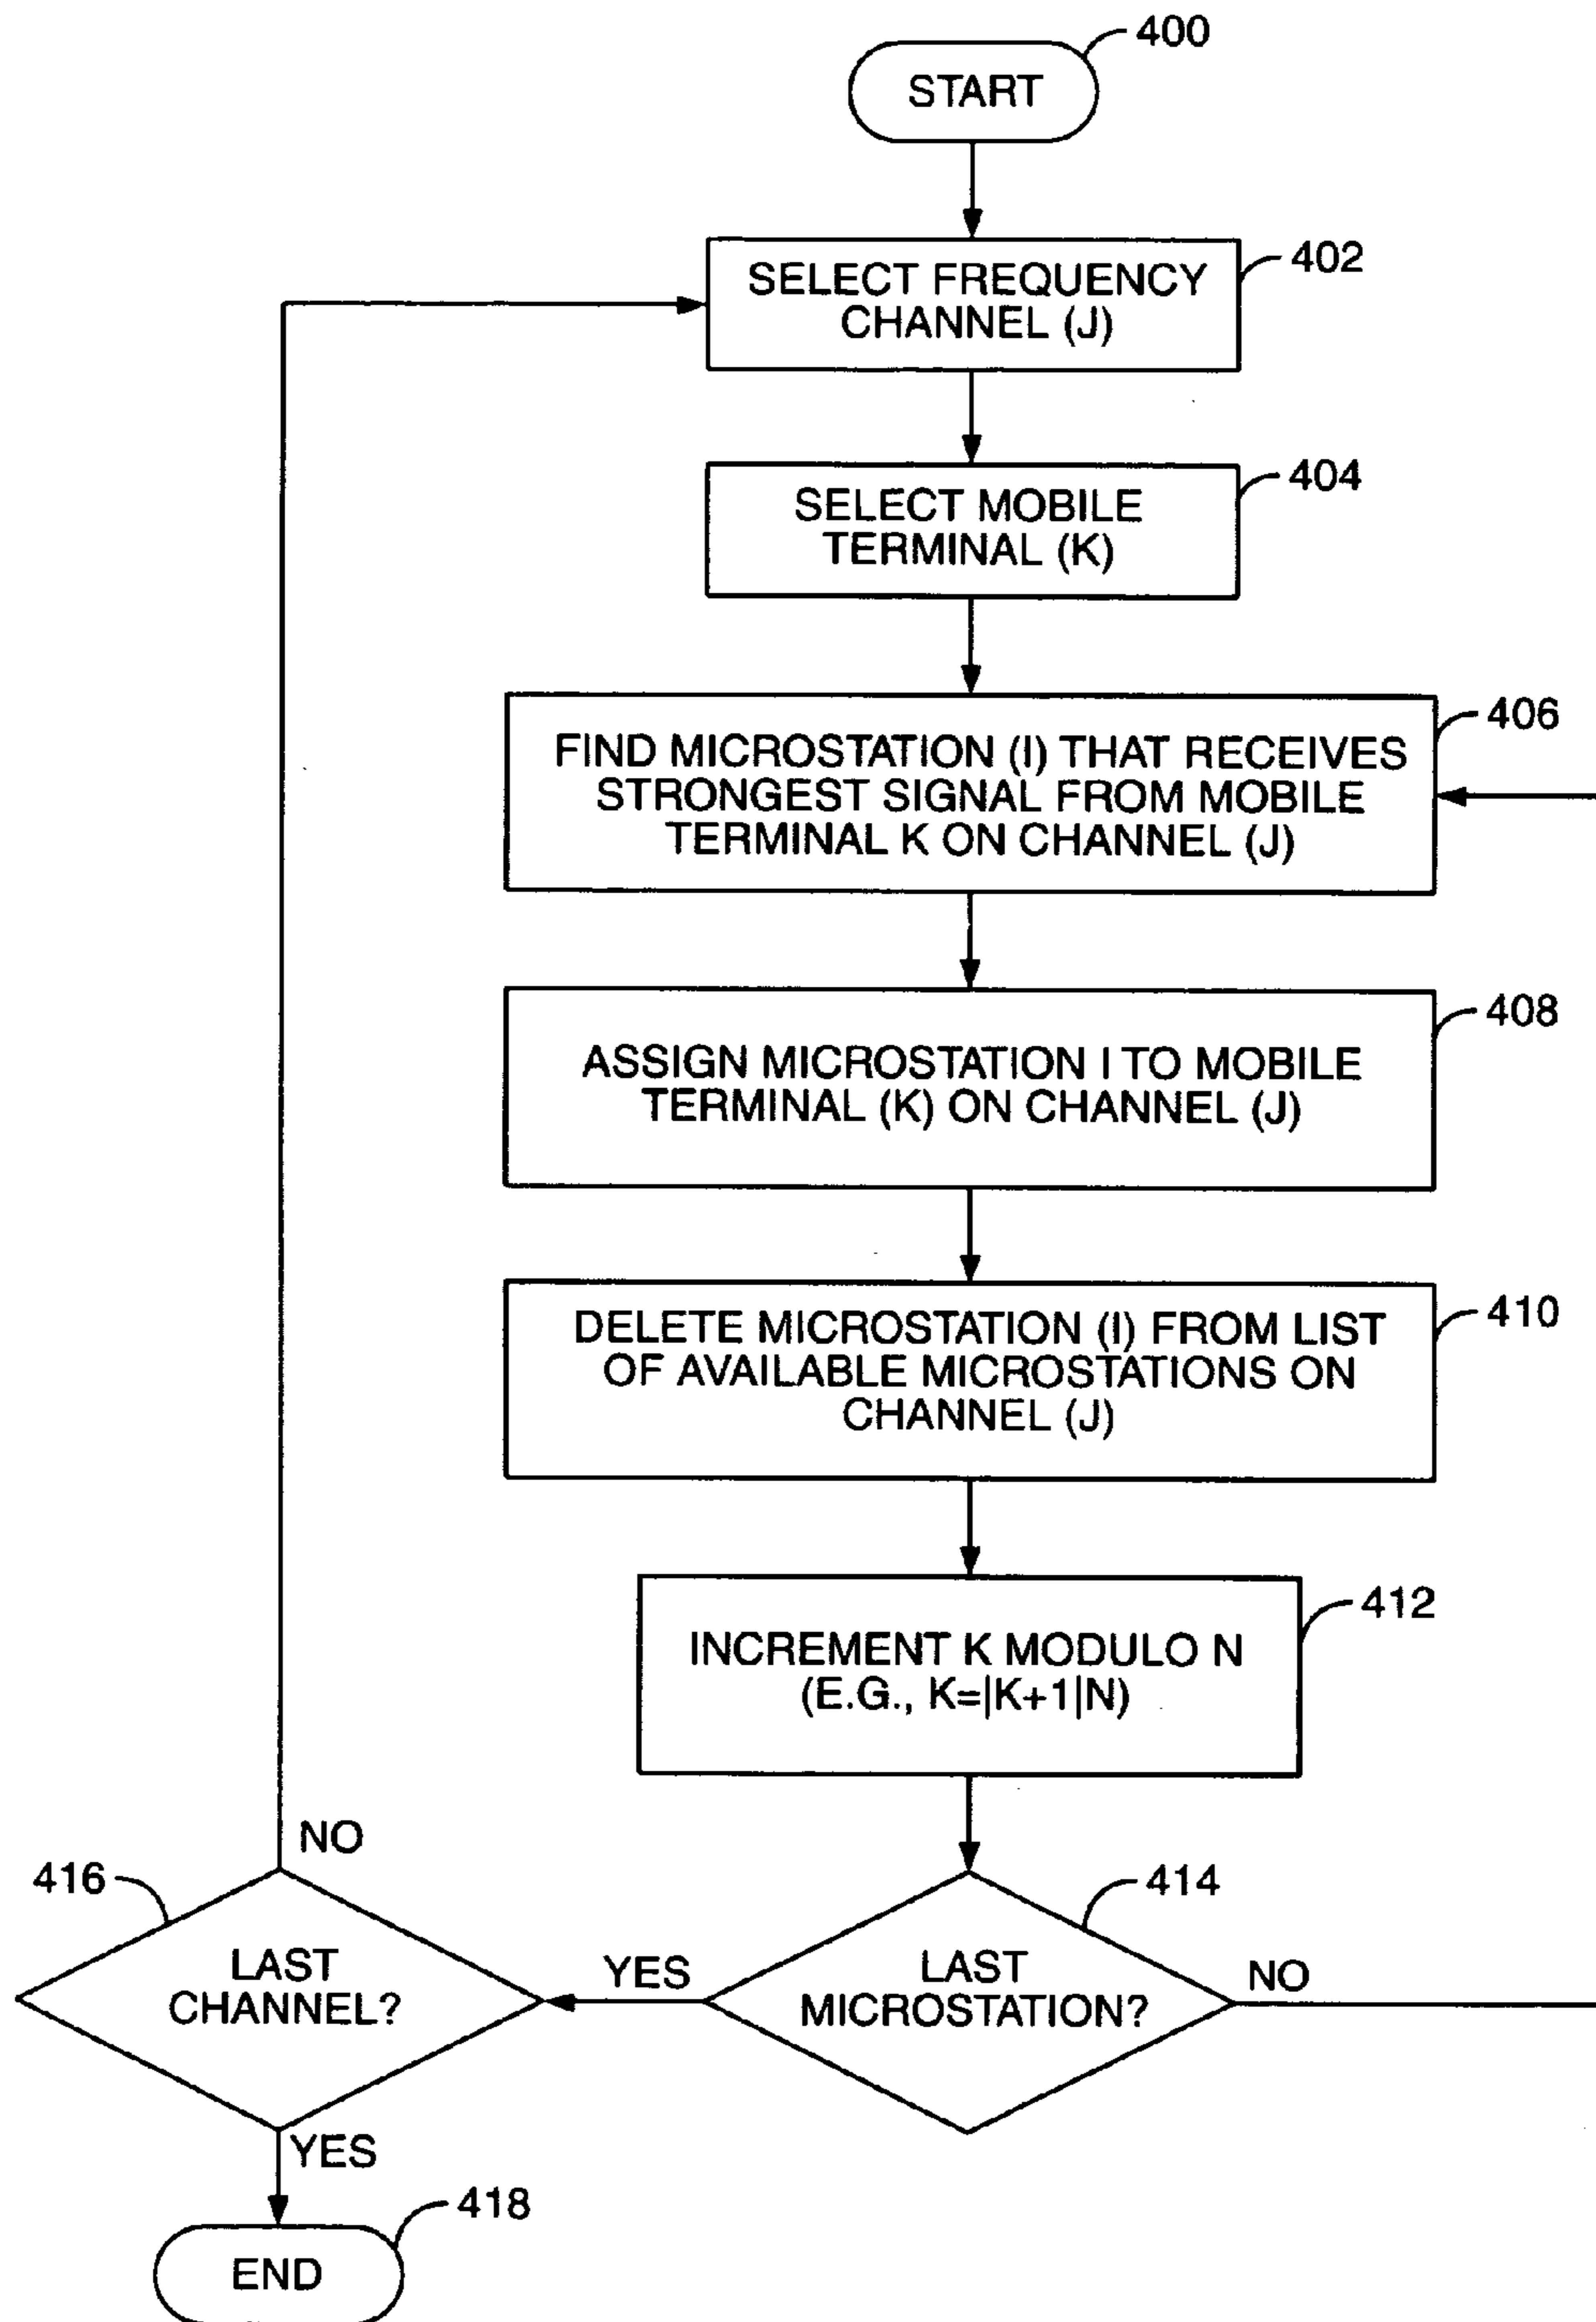 400
START
402
SELECT FREQUENCY
CHANNEL (J)
404
SELECT MOBILE
TERMINAL (K)
406
FIND MICROSTATION (I) THAT RECEIVES
STRONGEST SIGNAL FROM MOBILE
TERMINAL K ON CHANNEL (J)
408
ASSIGN MICROSTATION I TO MOBILE
TERMINAL (K) ON CHANNEL (J)
410
DELETE MICROSTATION (I) FROM LIST
OF AVAILABLE MICROSTATIONS ON
CHANNEL (J)
412
INCREMENT K MODULO N
(E.G., K=|K+1|N)
NO
416
414
LAST
CHANNEL?
YES
LAST
MICROSTATION?
NO
YES
418
END